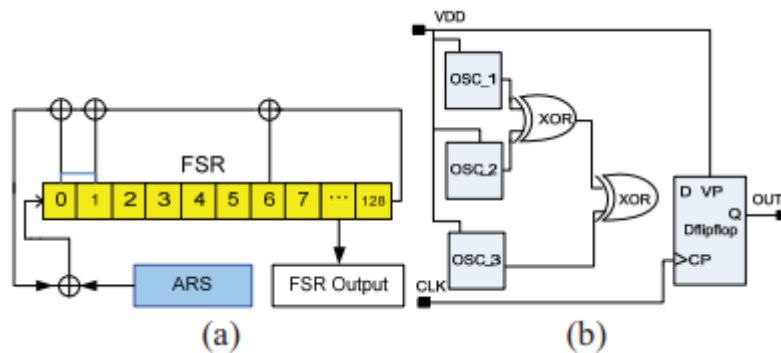 FSR
0 1 2 3 4 5 6 7 ... 128
ARS
FSR Output
(a)
VDD
OSC_1
XOR
OSC_2
XOR
OSC_3
CLK
D VP
Q
Dflipflop
CP
OUT
(b)